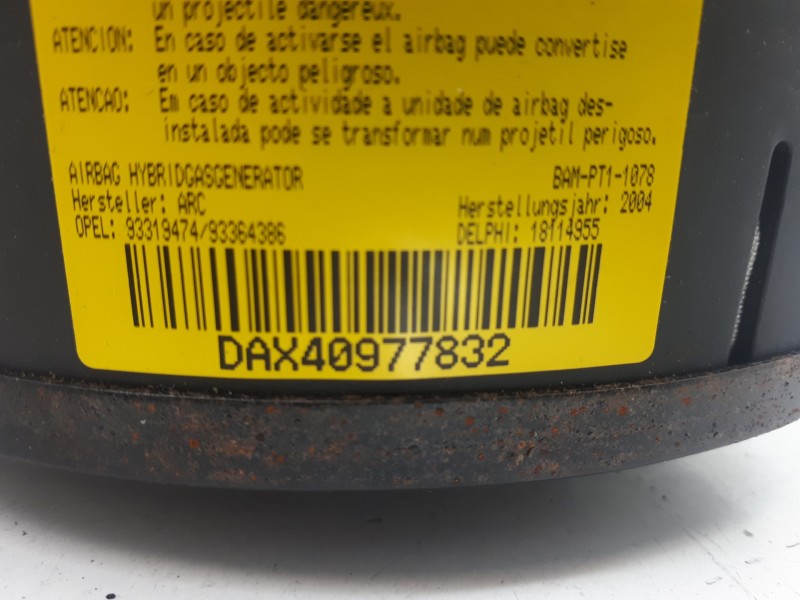 un projectile dangereux.
ATENCION: En caso de activarse el airbag puede convertise
en un objecto peligroso.
ATENCAO: Em caso de actividade a unidade de airbag des-
instalada pode se transformar num projetil perigoso.
AIRBAG HYBRIDGASGENERATOR BAM-PT1-1078
Hersteller: ARC Herstellungsjahr: 2004
OPEL: 93319474/93364386 DELPHI: 18114955
DAX40977832